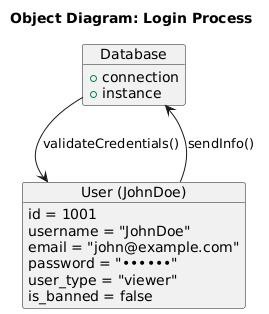 Object Diagram: Login Process
Database
connection
instance
validateCredentials()
sendInfo()
User (JohnDoe)
id = 1001
username = "JohnDoe"
email = "john@example.com"
password = "••••••"
user_type = "viewer"
is_banned = false